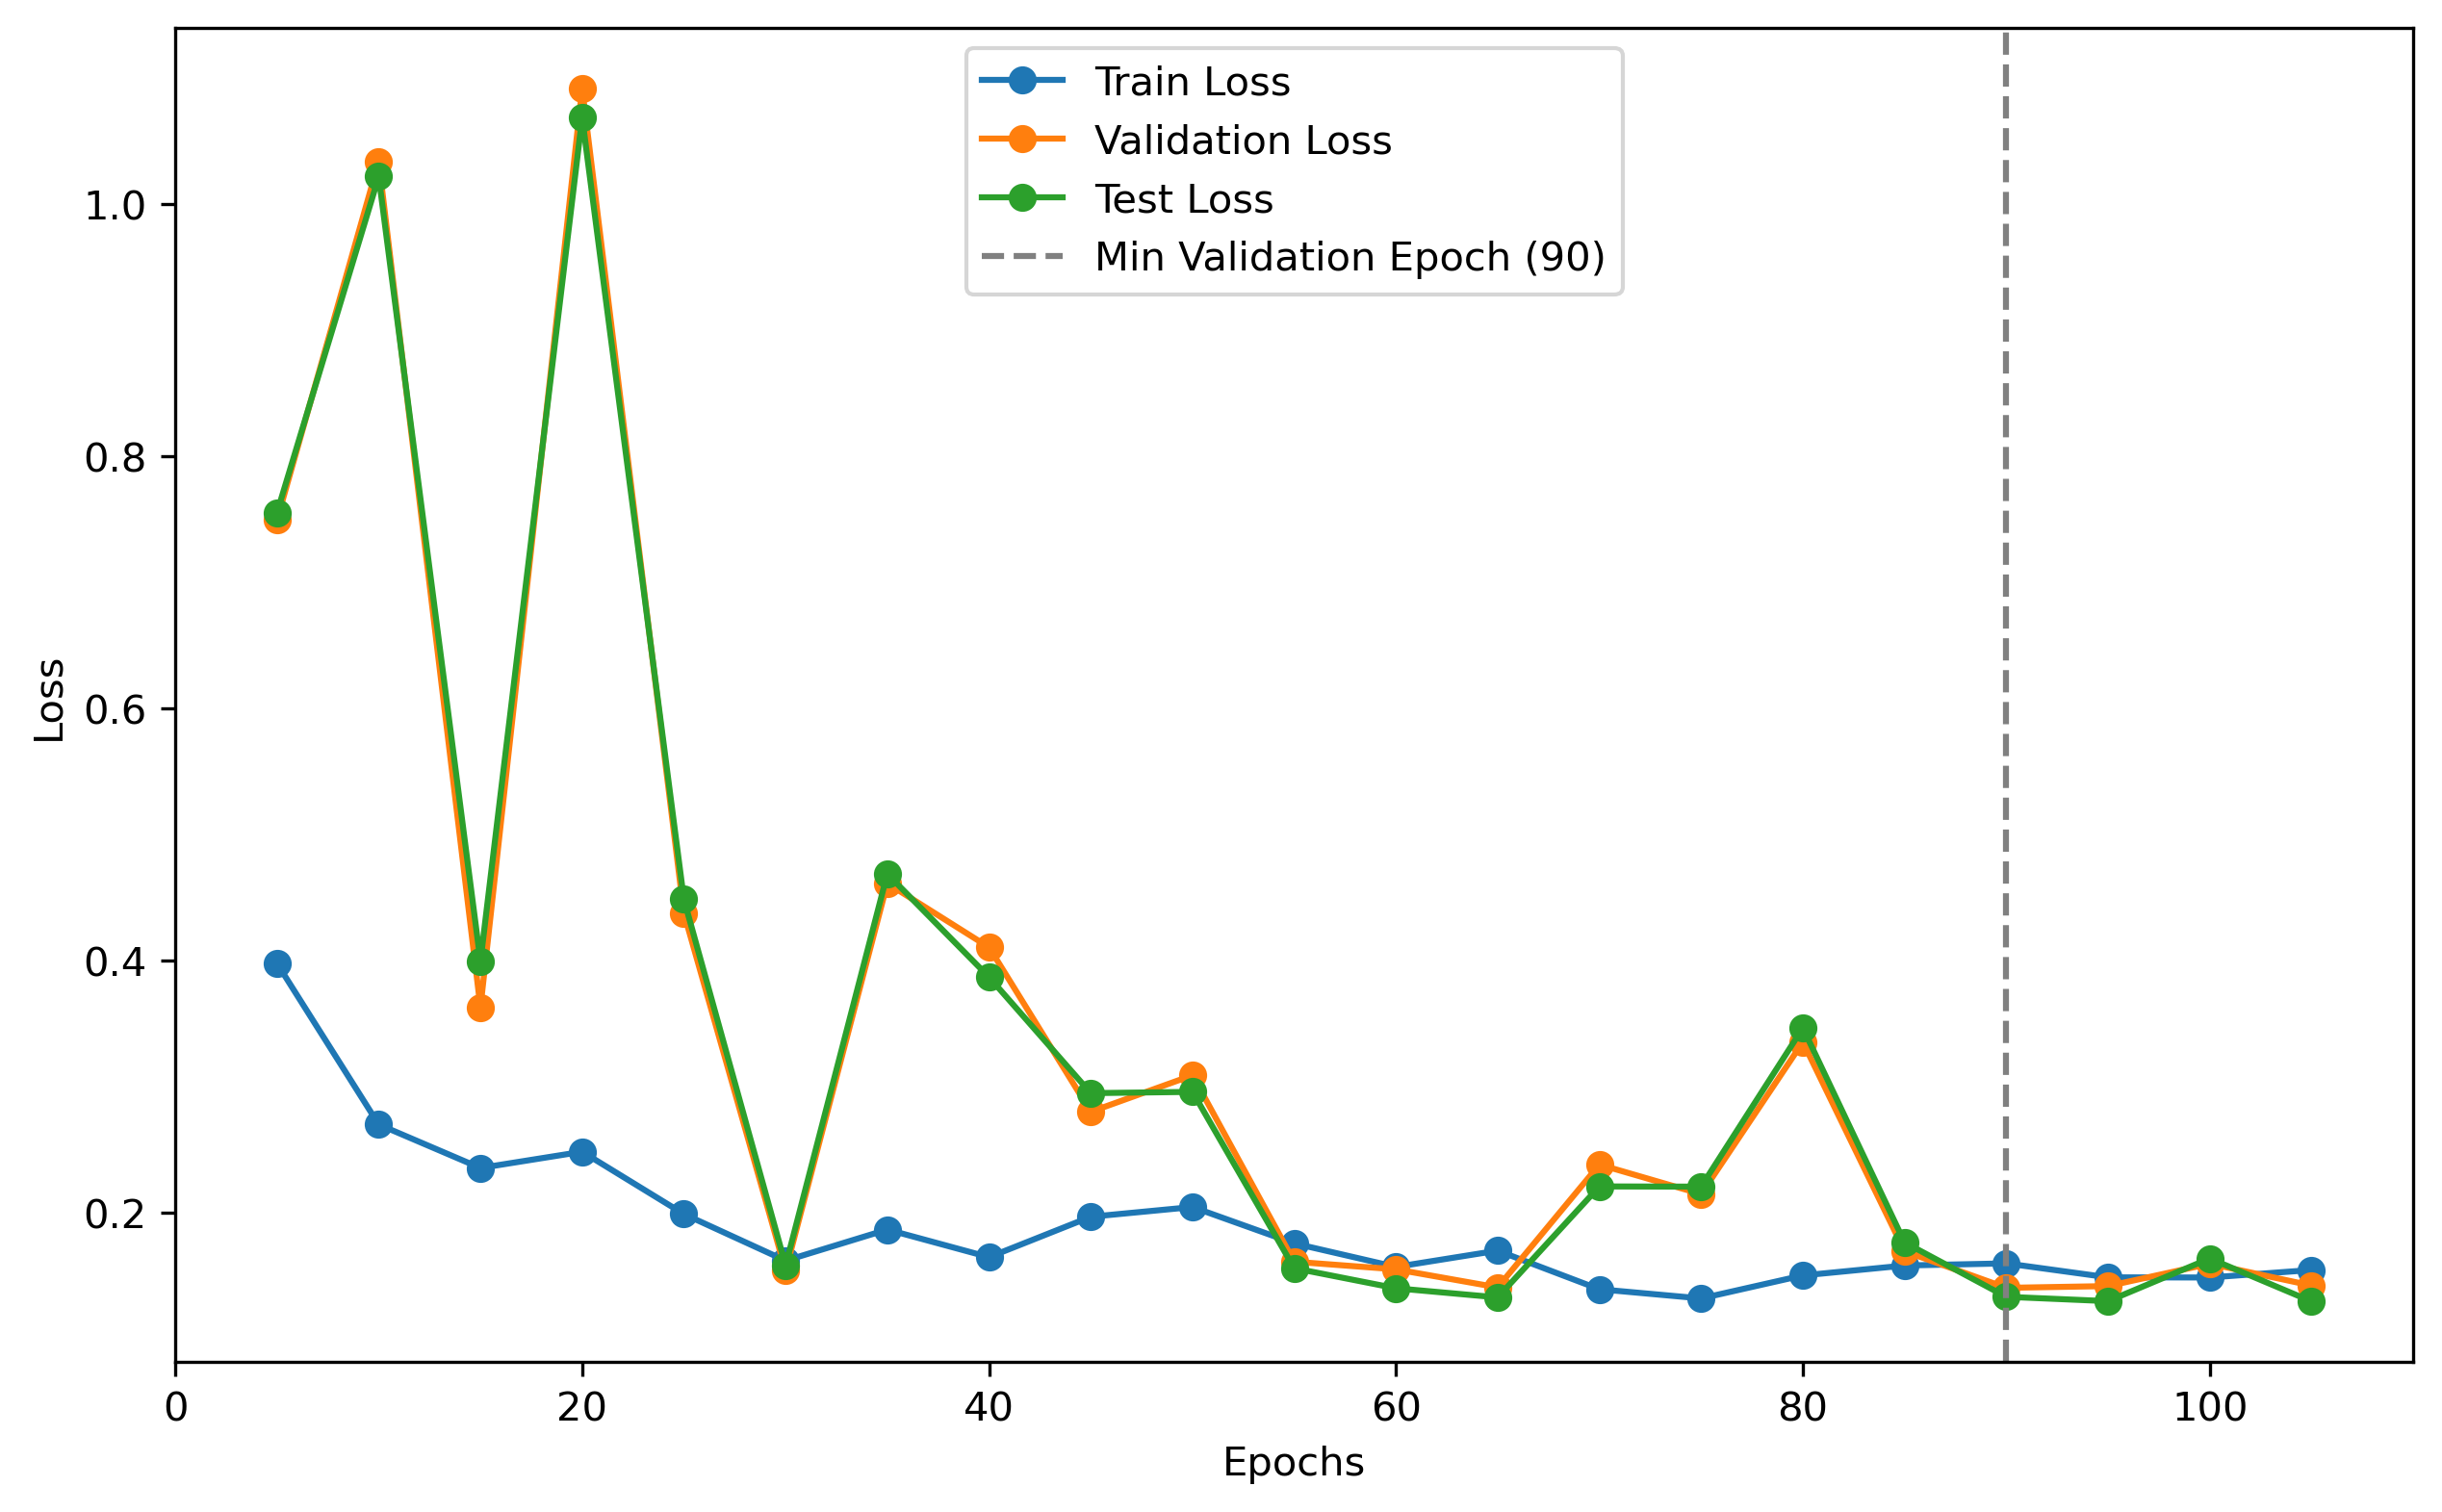 Train Loss
Validation Loss
Test Loss
Min Validation Epoch (90)
1.0
0.8
0.6
0.4
0.2
Loss
0 20 40 60 80 100
Epochs